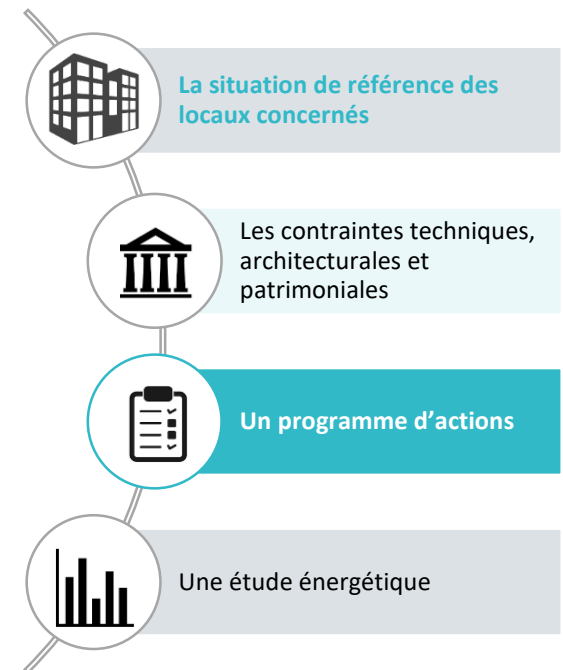 La situation de référence des
locaux concernés
Les contraintes techniques,
architecturales et
patrimoniales
Un programme d’actions
Une étude énergétique